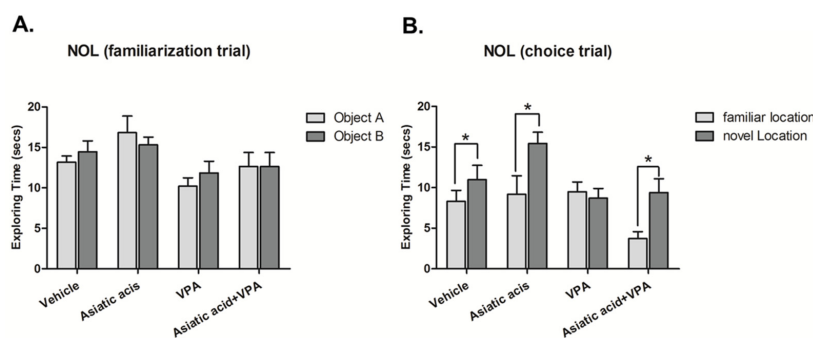 A.
NOL (familiarization trial)
Exploring Time (secs)
20
15
10
5
0
Vehicle
Asiatic acis
VPA
Asiatic acid+VPA
Object A
Object B
B.
NOL (choice trial)
Exploring Time (secs)
20
15
10
5
0
*
*
*
Vehicle
Asiatic acis
VPA
Asiatic acid+VPA
familiar location
novel Location